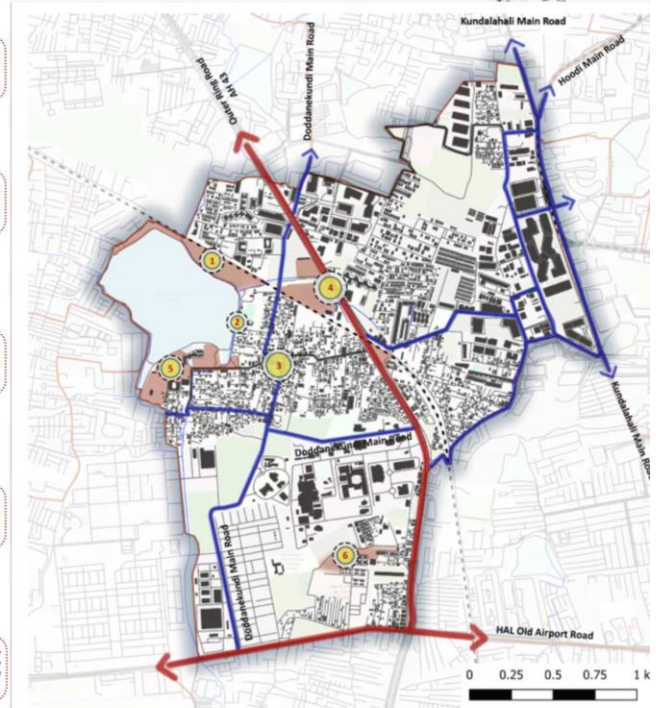 Kundalahali Main Road
Hoodi Main Road
Outer Ring Road
AH 43
Doddanekundi Main Road
1
4
2
3
5
Kundalahali Main Road
Doddanekundi Main Road
6
Doddanekundi Main Road
HAL Old Airport Road
0 0.25 0.5 0.75 1 k